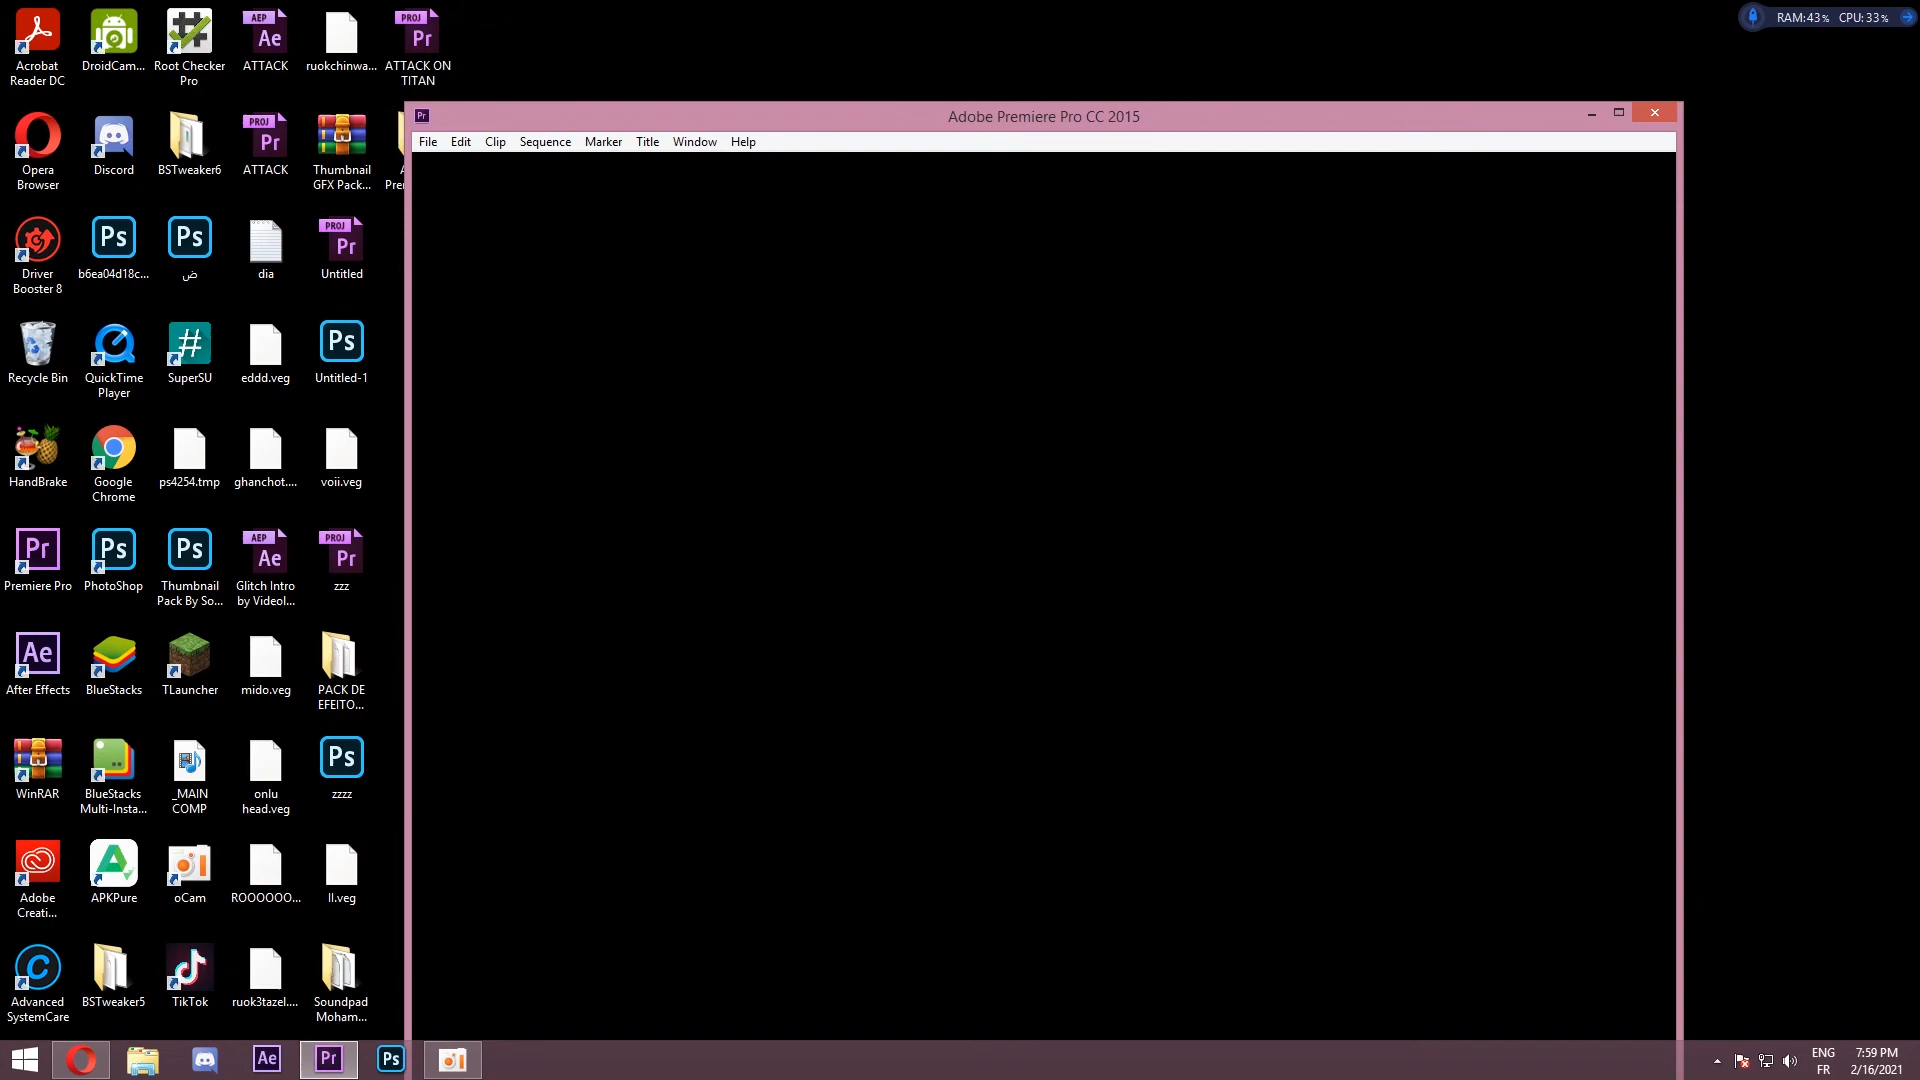 RAM:43% CPU:33%
Acrobat
Reader DC
DroidCam...
Root Checker
Pro
AEP
Ae
ATTACK
ruokchinwa...
PROJ
Pr
ATTACK ON
TITAN
Opera
Browser
Discord
BSTweaker6
PROJ
Pr
ATTACK
Thumbnail
GFX Pack...
Driver
Booster 8
Ps
b6ea04d18c...
Ps
ض
dia
PROJ
Pr
Untitled
Recycle Bin
QuickTime
Player
#
SuperSU
eddd.veg
Ps
Untitled-1
HandBrake
Google
Chrome
ps4254.tmp
ghanchot....
voii.veg
Pr
Premiere Pro
Ps
PhotoShop
Ps
Thumbnail
Pack By So...
AEP
Ae
Glitch Intro
by Videol...
PROJ
Pr
zzz
Ae
After Effects
BlueStacks
TLauncher
mido.veg
PACK DE
EFEITO...
WinRAR
BlueStacks
Multi-Insta...
_MAIN
COMP
onlu
head.veg
Ps
zzzz
Adobe
Creati...
APKPure
oCam
ROOOOOO...
ll.veg
Advanced
SystemCare
BSTweaker5
TikTok
ruok3tazel....
Soundpad
Moham...
Pr
Adobe Premiere Pro CC 2015
File Edit Clip Sequence Marker Title Window Help
Ae
Pr
Ps
ENG
FR
7:59 PM
2/16/2021